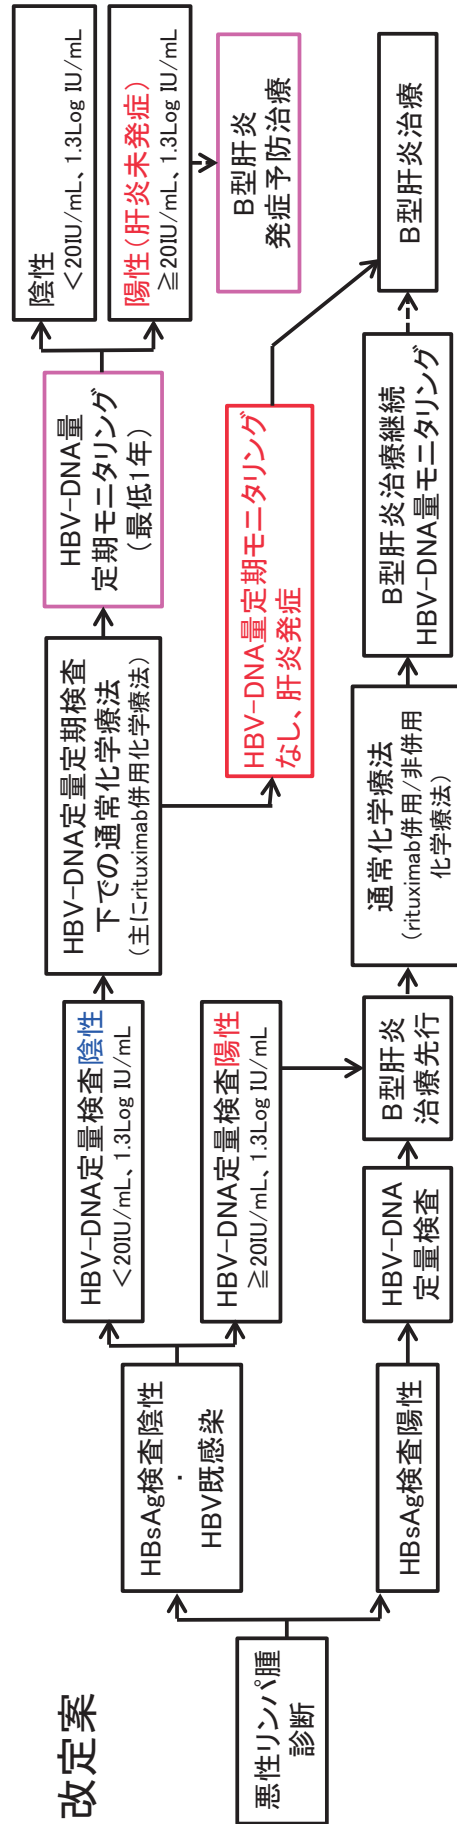 改定案
悪性リンパ腫
診断
HBsAg検査陰性
・
HBV既感染
HBsAg検査陽性
HBV-DNA定量検査陰性
<20IU/mL、1.3Log IU/mL
HBV-DNA定量検査陽性
≧20IU/mL、1.3Log IU/mL
HBV-DNA
定量検査
B型肝炎
治療先行
HBV-DNA定量定期検査
下での通常化学療法
(主にrituximab併用化学療法)
通常化学療法
(rituximab併用/非併用
化学療法)
HBV-DNA量
定期モニタリング
(最低1年)
HBV-DNA量定期モニタリング
なし、肝炎発症
B型肝炎治療継続
HBV-DNA量モニタリング
陰性
<20IU/mL、1.3Log IU/mL
陽性(肝炎未発症)
≧20IU/mL、1.3Log IU/mL
B型肝炎
発症予防治療
B型肝炎治療